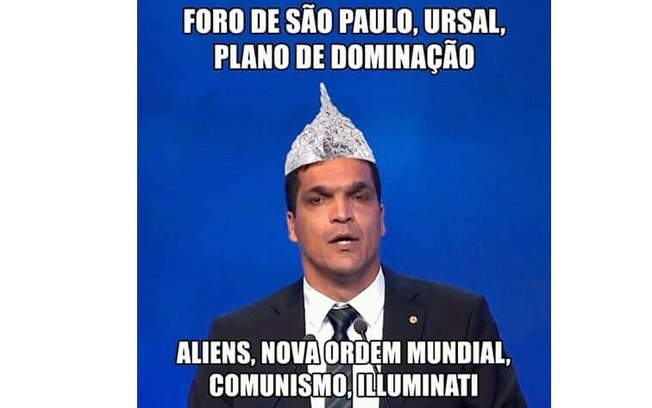 FORO DE SÃO PAULO, URSAL,
PLANO DE DOMINAÇÃO
ALIENS, NOVA ORDEM MUNDIAL,
COMUNISMO, ILLUMINATI